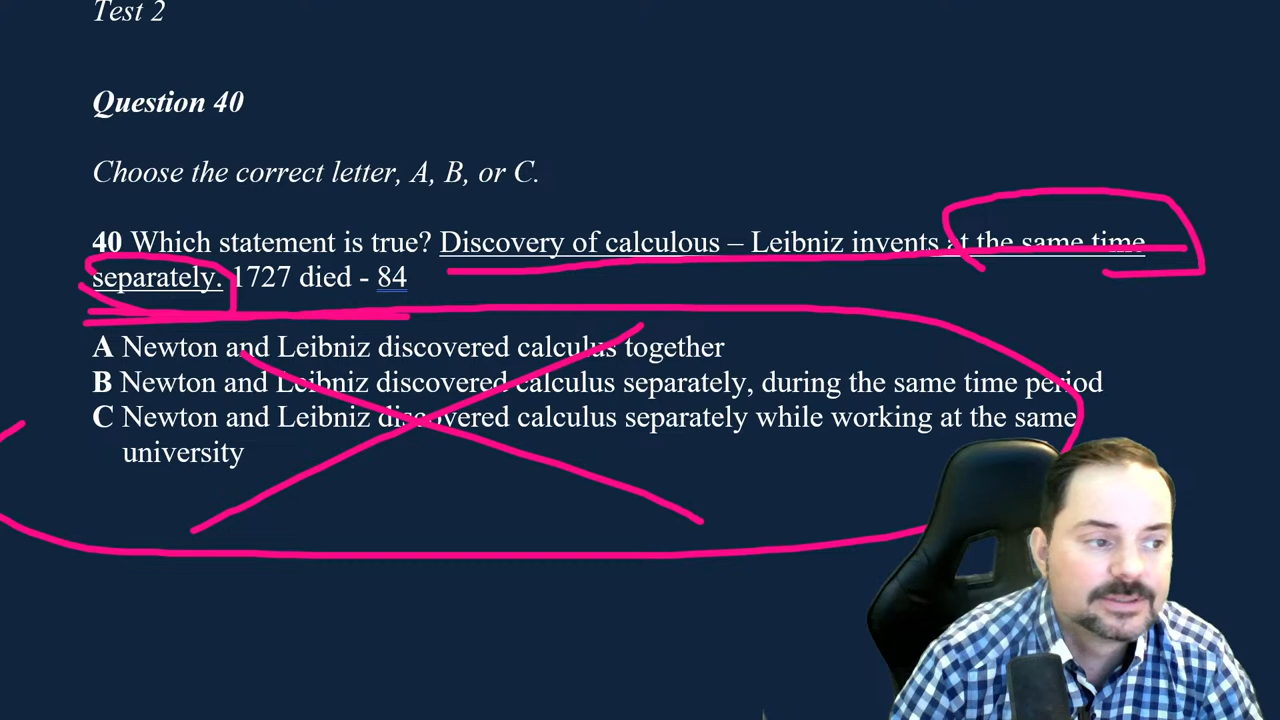 Test 2
Question 40
Choose the correct letter, A, B, or C.
40 Which statement is true? Discovery of calculous – Leibniz invents at the same time
separately. 1727 died - 84
A Newton and Leibniz discovered calculus together
B Newton and Leibniz discovered calculus separately, during the same time period
C Newton and Leibniz discovered calculus separately while working at the same
university